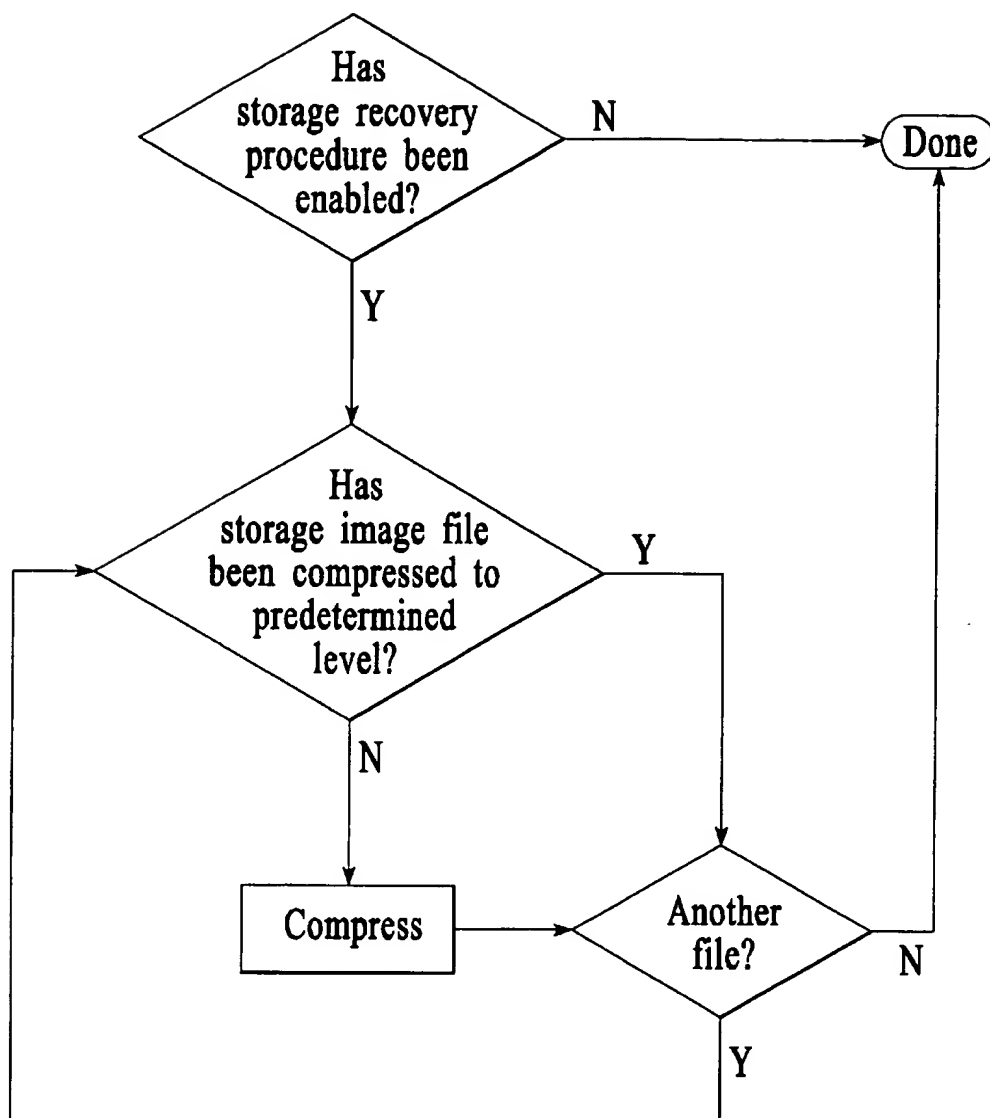 Has
storage recovery
procedure been
enabled?
N
Done
Y
Has
storage image file
been compressed to
predetermined
level?
Y
N
Compress
Another
file?
N
Y